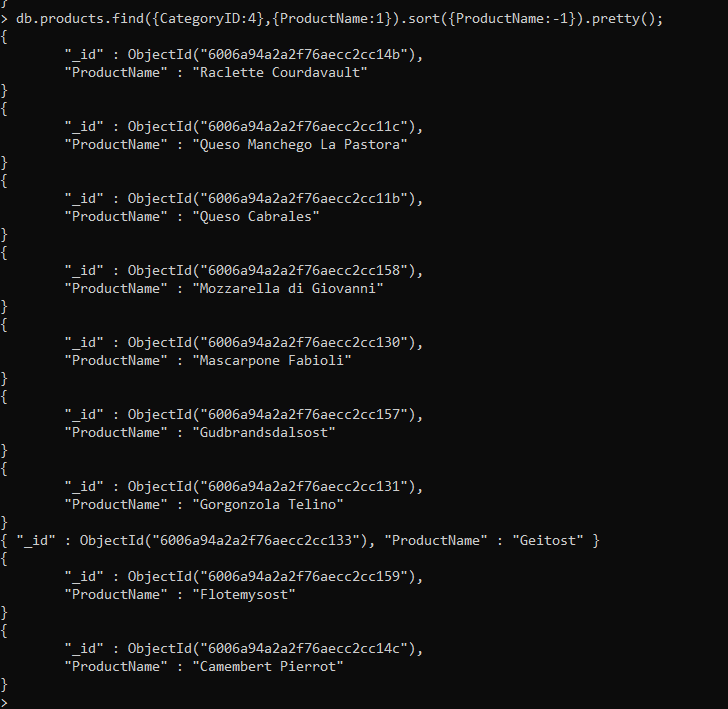 }
> db.products.find({CategoryID:4},{ProductName:1}).sort({ProductName:-1}).pretty();
{
"_id" : ObjectId("6006a94a2a2f76aecc2cc14b"),
"ProductName" : "Raclette Courdavault"
}
{
"_id" : ObjectId("6006a94a2a2f76aecc2cc11c"),
"ProductName" : "Queso Manchego La Pastora"
}
{
"_id" : ObjectId("6006a94a2a2f76aecc2cc11b"),
"ProductName" : "Queso Cabrales"
}
{
"_id" : ObjectId("6006a94a2a2f76aecc2cc158"),
"ProductName" : "Mozzarella di Giovanni"
}
{
"_id" : ObjectId("6006a94a2a2f76aecc2cc130"),
"ProductName" : "Mascarpone Fabioli"
}
{
"_id" : ObjectId("6006a94a2a2f76aecc2cc157"),
"ProductName" : "Gudbrandsdalsost"
}
{
"_id" : ObjectId("6006a94a2a2f76aecc2cc131"),
"ProductName" : "Gorgonzola Telino"
}
{ "_id" : ObjectId("6006a94a2a2f76aecc2cc133"), "ProductName" : "Geitost" }
{
"_id" : ObjectId("6006a94a2a2f76aecc2cc159"),
"ProductName" : "Flotemysost"
}
{
"_id" : ObjectId("6006a94a2a2f76aecc2cc14c"),
"ProductName" : "Camembert Pierrot"
}
>